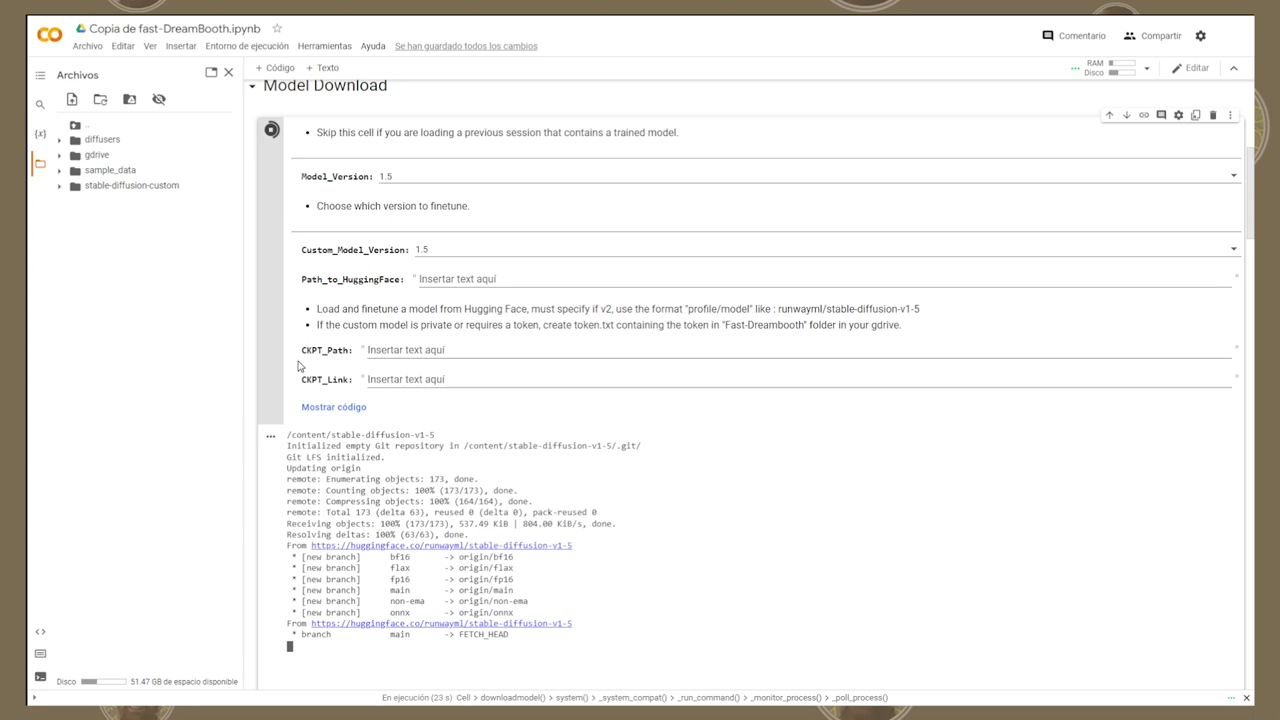 Copia de fast-DreamBooth.ipynb
Archivo Editar Ver Insertar Entorno de ejecución Herramientas Ayuda Se han guardado todos los cambios
Comentario Compartir
Archivos
+ Código + Texto
RAM
Disco
Editar
..
diffusers
gdrive
sample_data
stable-diffusion-custom
Disco 51.47 GB de espacio disponible
Model Download
• Skip this cell if you are loading a previous session that contains a trained model.
Model_Version: 1.5
• Choose which version to finetune.
Custom_Model_Version: 1.5
Path_to_HuggingFace: " Insertar text aquí "
• Load and finetune a model from Hugging Face, must specify if v2, use the format "profile/model" like : runwayml/stable-diffusion-v1-5
• If the custom model is private or requires a token, create token.txt containing the token in "Fast-Dreambooth" folder in your gdrive.
CKPT_Path: " Insertar text aquí "
CKPT_Link: " Insertar text aquí "
Mostrar código
/content/stable-diffusion-v1-5
Initialized empty Git repository in /content/stable-diffusion-v1-5/.git/
Git LFS initialized.
Updating origin
remote: Enumerating objects: 173, done.
remote: Counting objects: 100% (173/173), done.
remote: Compressing objects: 100% (164/164), done.
remote: Total 173 (delta 63), reused 0 (delta 0), pack-reused 0
Receiving objects: 100% (173/173), 537.49 KiB | 804.00 KiB/s, done.
Resolving deltas: 100% (63/63), done.
From https://huggingface.co/runwayml/stable-diffusion-v1-5
* [new branch] bf16 -> origin/bf16
* [new branch] flax -> origin/flax
* [new branch] fp16 -> origin/fp16
* [new branch] main -> origin/main
* [new branch] non-ema -> origin/non-ema
* [new branch] onnx -> origin/onnx
From https://huggingface.co/runwayml/stable-diffusion-v1-5
* branch main -> FETCH_HEAD
En ejecución (23 s) Cell > downloadmodel() > system() > _system_compat() > _run_command() > _monitor_process() > _poll_process()